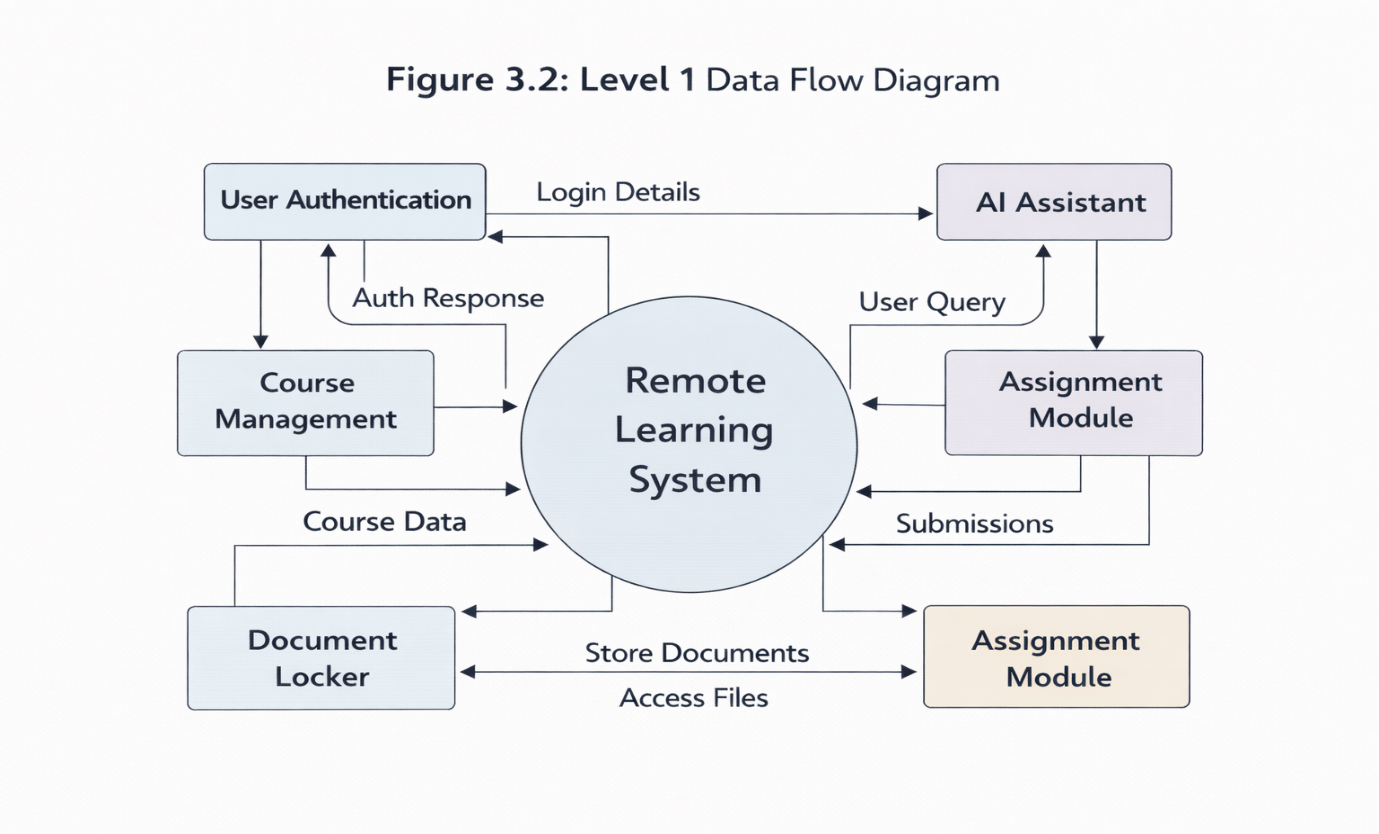 Figure 3.2: Level 1 Data Flow Diagram
User Authentication
Login Details
AI Assistant
Auth Response
User Query
Course
Management
Remote
Learning
System
Assignment
Module
Course Data
Submissions
Document
Locker
Store Documents
Access Files
Assignment
Module